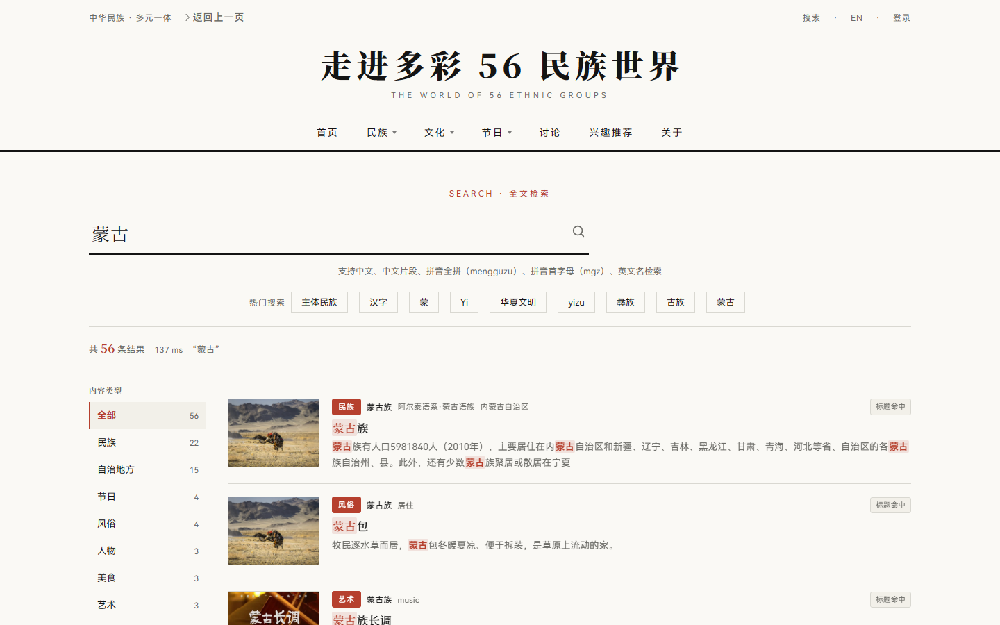 中华民族 · 多元一体 返回上一页 搜索 · EN · 登录
走进多彩 56 民族世界
THE WORLD OF 56 ETHNIC GROUPS
首页 民族 文化 节日 讨论 兴趣推荐 关于
SEARCH · 全文检索
蒙古
支持中文、中文片段、拼音全拼（mengguzu）、拼音首字母（mgz）、英文名检索
热门搜索 主体民族 汉字 蒙 Yi 华夏文明 yizu 彝族 古族 蒙古
共 56 条结果 137 ms “蒙古”
内容类型
全部 56
民族 22
自治地方 15
节日 4
风俗 4
人物 3
美食 3
艺术 3
民族 蒙古族 阿尔泰语系·蒙古语族 内蒙古自治区 标题命中
蒙古族
蒙古族有人口5981840人（2010年），主要居住在内蒙古自治区和新疆、辽宁、吉林、黑龙江、甘肃、青海、河北等省、自治区的各蒙古
族自治州、县。此外，还有少数蒙古族聚居或散居在宁夏
风俗 蒙古族 居住 标题命中
蒙古包
牧民逐水草而居，蒙古包冬暖夏凉、便于拆装，是草原上流动的家。
蒙古长调
艺术 蒙古族 music 标题命中
蒙古族长调